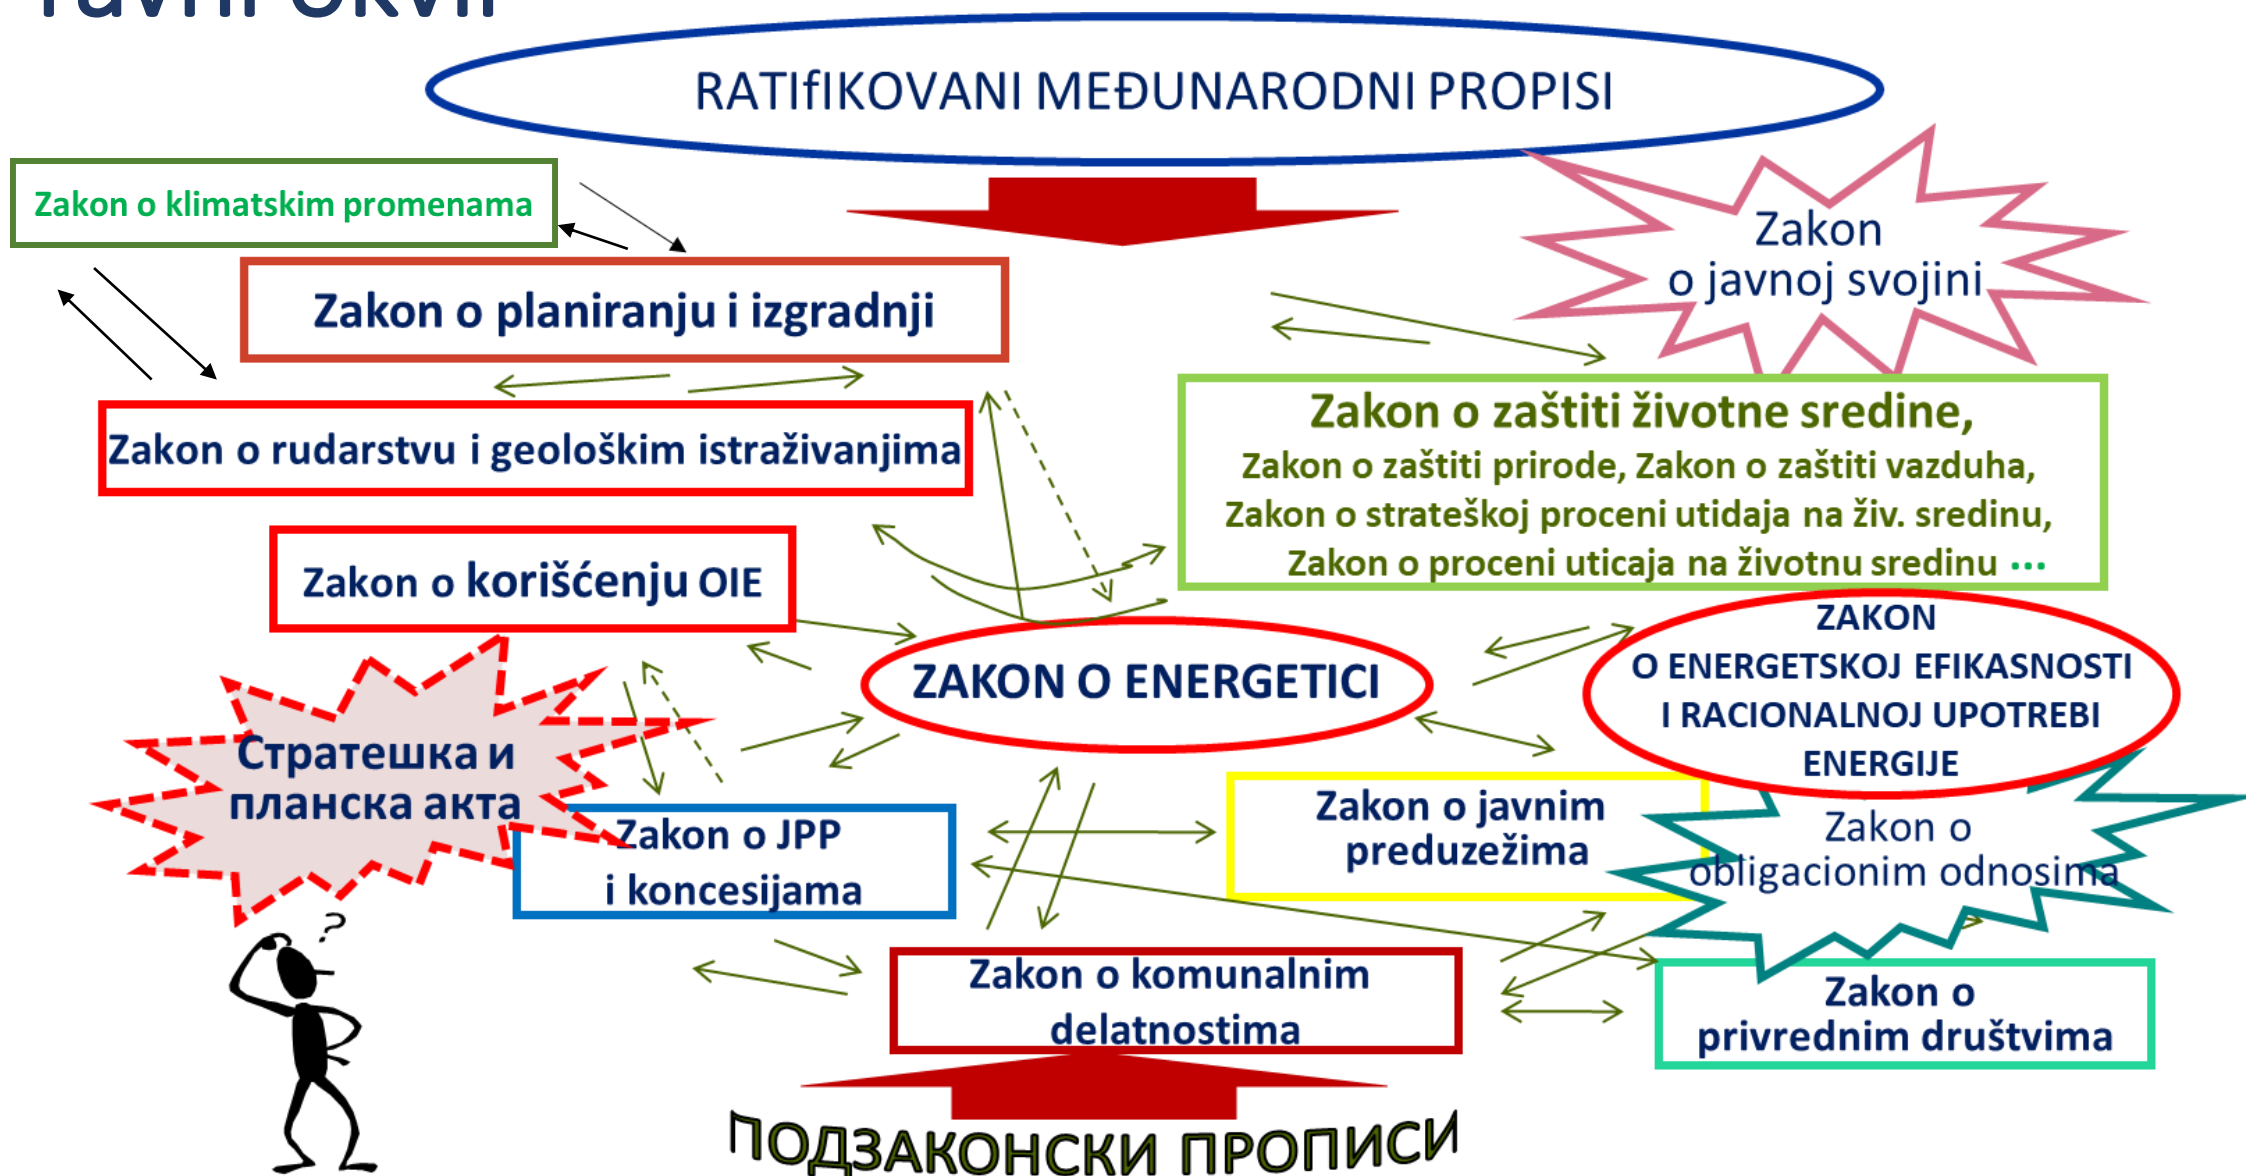 ravni okvir
RATIfIKOVANI MEĐUNARODNI PROPISI
Zakon o klimatskim promenama
Zakon
o javnoj svojini
Zakon o planiranju i izgradnji
Zakon o zaštiti životne sredine,
Zakon o zaštiti prirode, Zakon o zaštiti vazduha,
Zakon o strateškoj proceni utidaja na živ. sredinu,
Zakon o proceni uticaja na životnu sredinu ...
Zakon o rudarstvu i geološkim istraživanjima
Zakon o korišćenju OIE
ZAKON O ENERGETICI
ZAKON
O ENERGETSKOJ EFIKASNOSTI
I RACIONALNOJ UPOTREBI
ENERGIJE
Стратешка и
планска акта
Zakon o JPP
i koncesijama
Zakon o javnim
preduzežima
Zakon o
obligacionim odnosima
?
Zakon o komunalnim
delatnostima
Zakon o
privrednim društvima
ПОДЗАКОНСКИ ПРОПИСИ